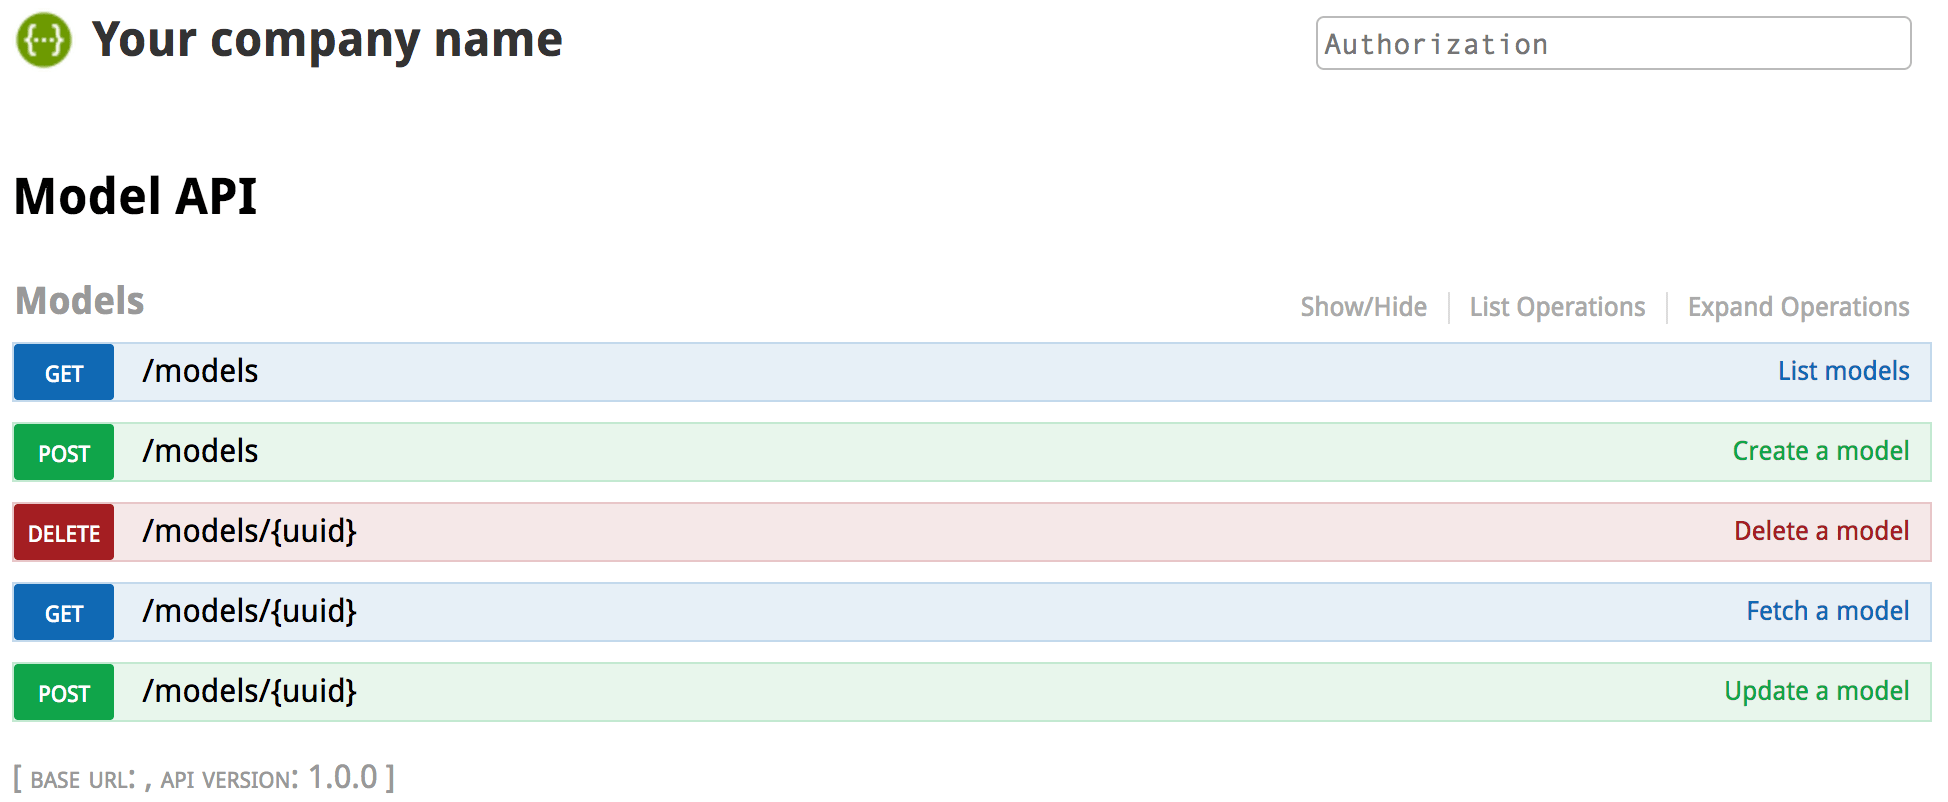 {···} Your company name
Authorization
Model API
Models
Show/Hide | List Operations | Expand Operations
GET /models List models
POST /models Create a model
DELETE /models/{uuid} Delete a model
GET /models/{uuid} Fetch a model
POST /models/{uuid} Update a model
[ BASE URL: , API VERSION: 1.0.0 ]